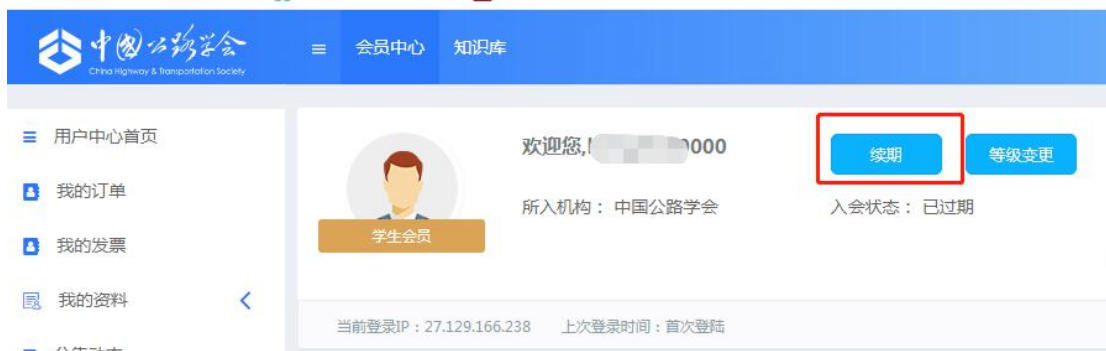 中国公路学会
China Highway & Transportation Society
≡ 会员中心 知识库
用户中心首页
我的订单
我的发票
我的资料
欢迎您, 0000
续期 等级变更
所入机构： 中国公路学会 入会状态： 已过期
学生会员
当前登录IP：27.129.166.238 上次登录时间：首次登陆